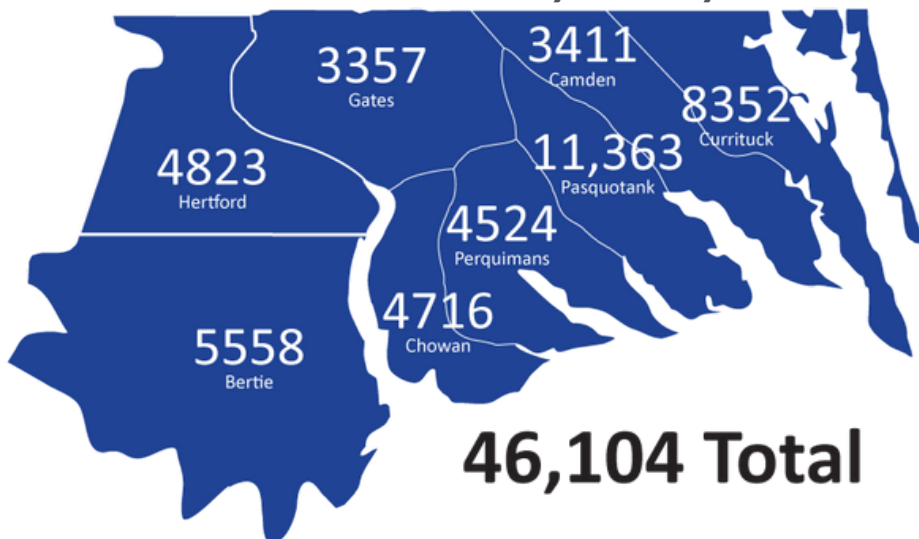 3411
Camden
3357
Gates
8352
Currituck
11,363
Pasquotank
4823
Hertford
4524
Perquimans
4716
Chowan
5558
Bertie
46,104 Total